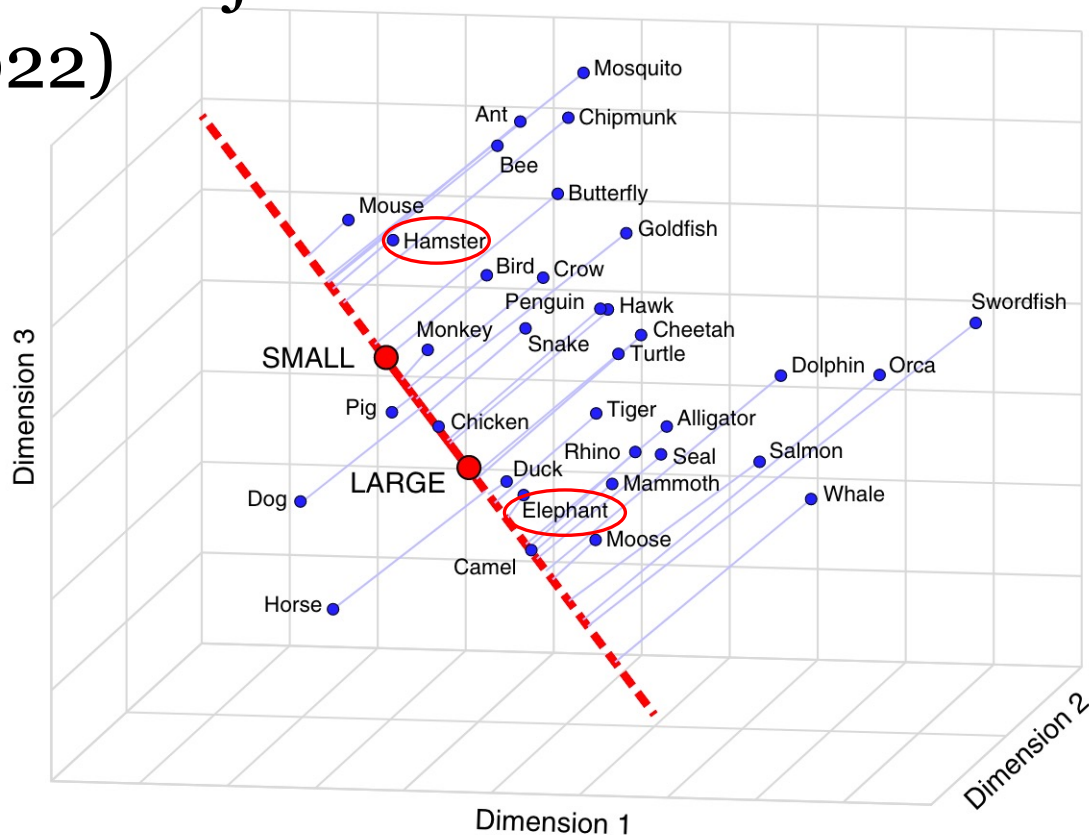 022)
Mosquito
Ant
Chipmunk
Bee
Butterfly
Mouse
Goldfish
Hamster
Bird
Crow
Penguin
Hawk
Swordfish
Monkey
Snake
Cheetah
Turtle
SMALL
Dolphin
Orca
Pig
Chicken
Tiger
Alligator
Rhino
Seal
Salmon
LARGE
Duck
Mammoth
Dog
Elephant
Whale
Moose
Camel
Horse
Dimension 3
Dimension 2
Dimension 1